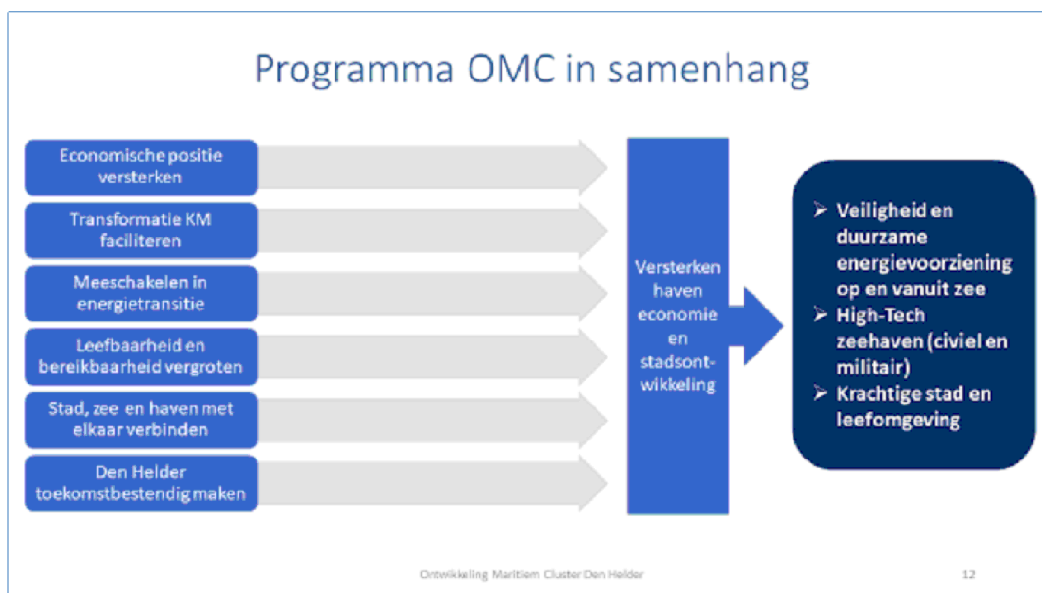 Programma OMC in samenhang
Economische positie
versterken
Transformatie KM
faciliteren
Meeschakelen in
energietransitie
Leefbaarheid en
bereikbaarheid vergroten
Stad, zee en haven met
elkaar verbinden
Den Helder
toekomstbestendig maken
Versterken
haven
economie
en
stadsont-
wikkeling
➢ Veiligheid en
duurzame
energievoorziening
op en vanuit zee
➢ High-Tech
zeehaven (civiel en
militair)
➢ Krachtige stad en
leefomgeving
Ontwikkeling Maritiem Cluster Den Helder
12